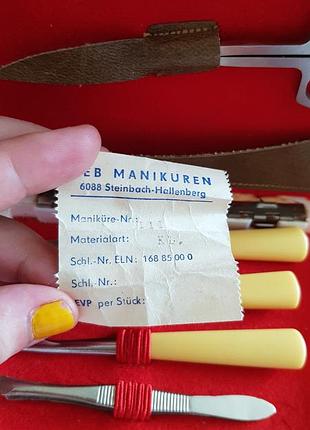 EB MANIKUREN
6088 Steinbach-Hallenberg
Maniküre-Nr.:
Materialart:
Schl.-Nr. ELN: 168 85 00 0
Schl.-Nr.:
EVP per Stück: